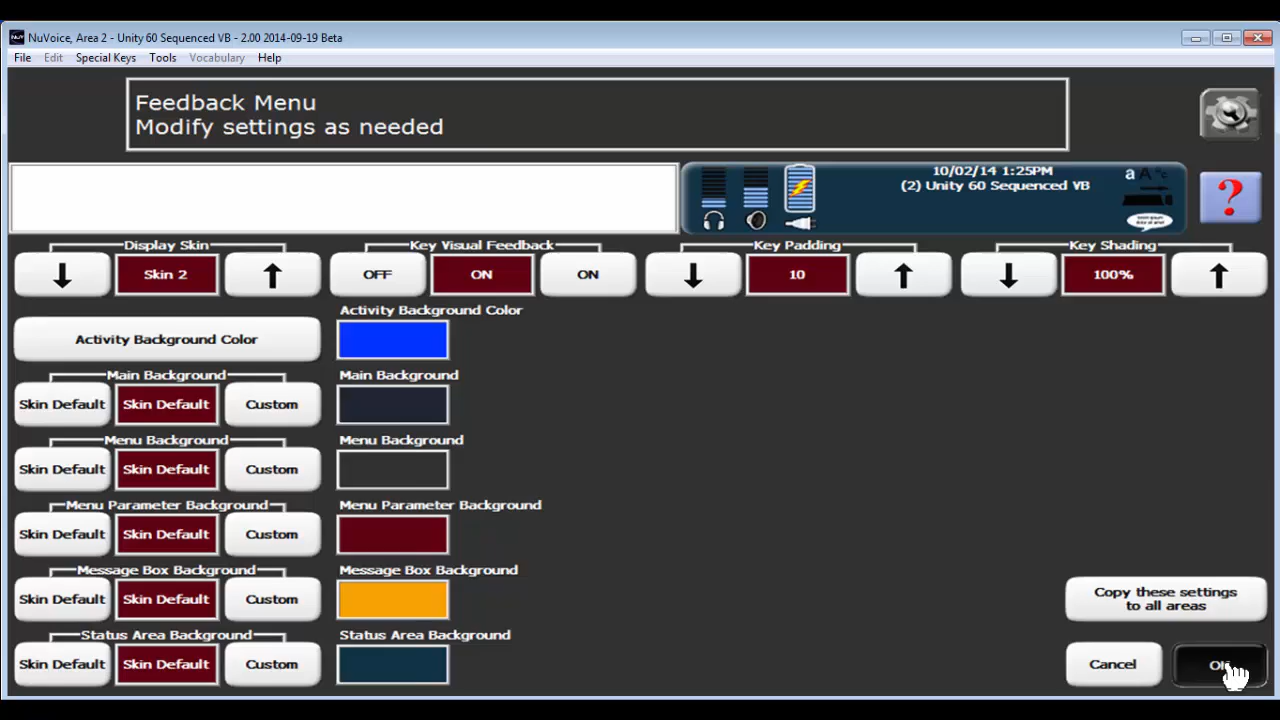 NuVoice, Area 2 - Unity 60 Sequenced VB - 2.00 2014-09-19 Beta
File Edit Special Keys Tools Vocabulary Help
Feedback Menu
Modify settings as needed
10/02/14 1:25PM
(2) Unity 60 Sequenced VB
a A
?
Display Skin Key Visual Feedback Key Padding Key Shading
Skin 2 OFF ON ON 10 100%
Activity Background Color
Activity Background Color
Main Background Main Background
Skin Default Skin Default Custom
Menu Background Menu Background
Skin Default Skin Default Custom
Menu Parameter Background Menu Parameter Background
Skin Default Skin Default Custom
Message Box Background Message Box Background
Skin Default Skin Default Custom
Copy these settings
to all areas
Status Area Background Status Area Background
Skin Default Skin Default Custom
Cancel